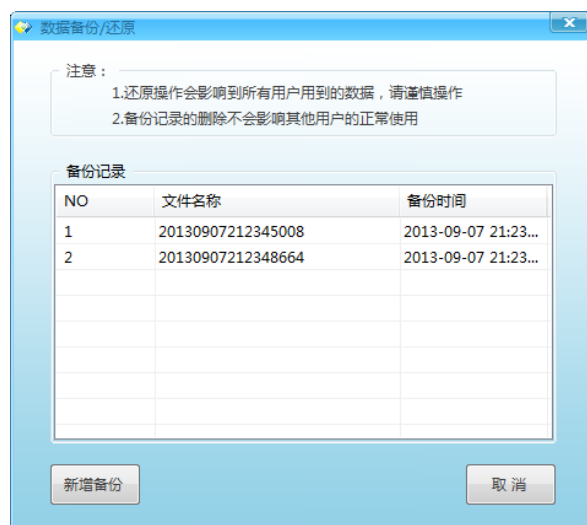 数据备份/还原
注意：
1.还原操作会影响到所有用户用到的数据，请谨慎操作
2.备份记录的删除不会影响其他用户的正常使用
备份记录
NO 文件名称 备份时间
1 20130907212345008 2013-09-07 21:23...
2 20130907212348664 2013-09-07 21:23...
新增备份 取 消